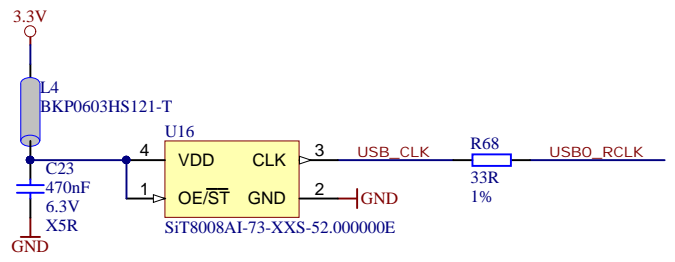 3.3V
L4
BKP0603HS121-T
U16
4 VDD CLK 3 USB_CLK R68 USB0_RCLK
C23
470nF
6.3V
X5R
1 OE/ST GND 2 GND
33R
1%
GND
SiT8008AI-73-XXS-52.000000E